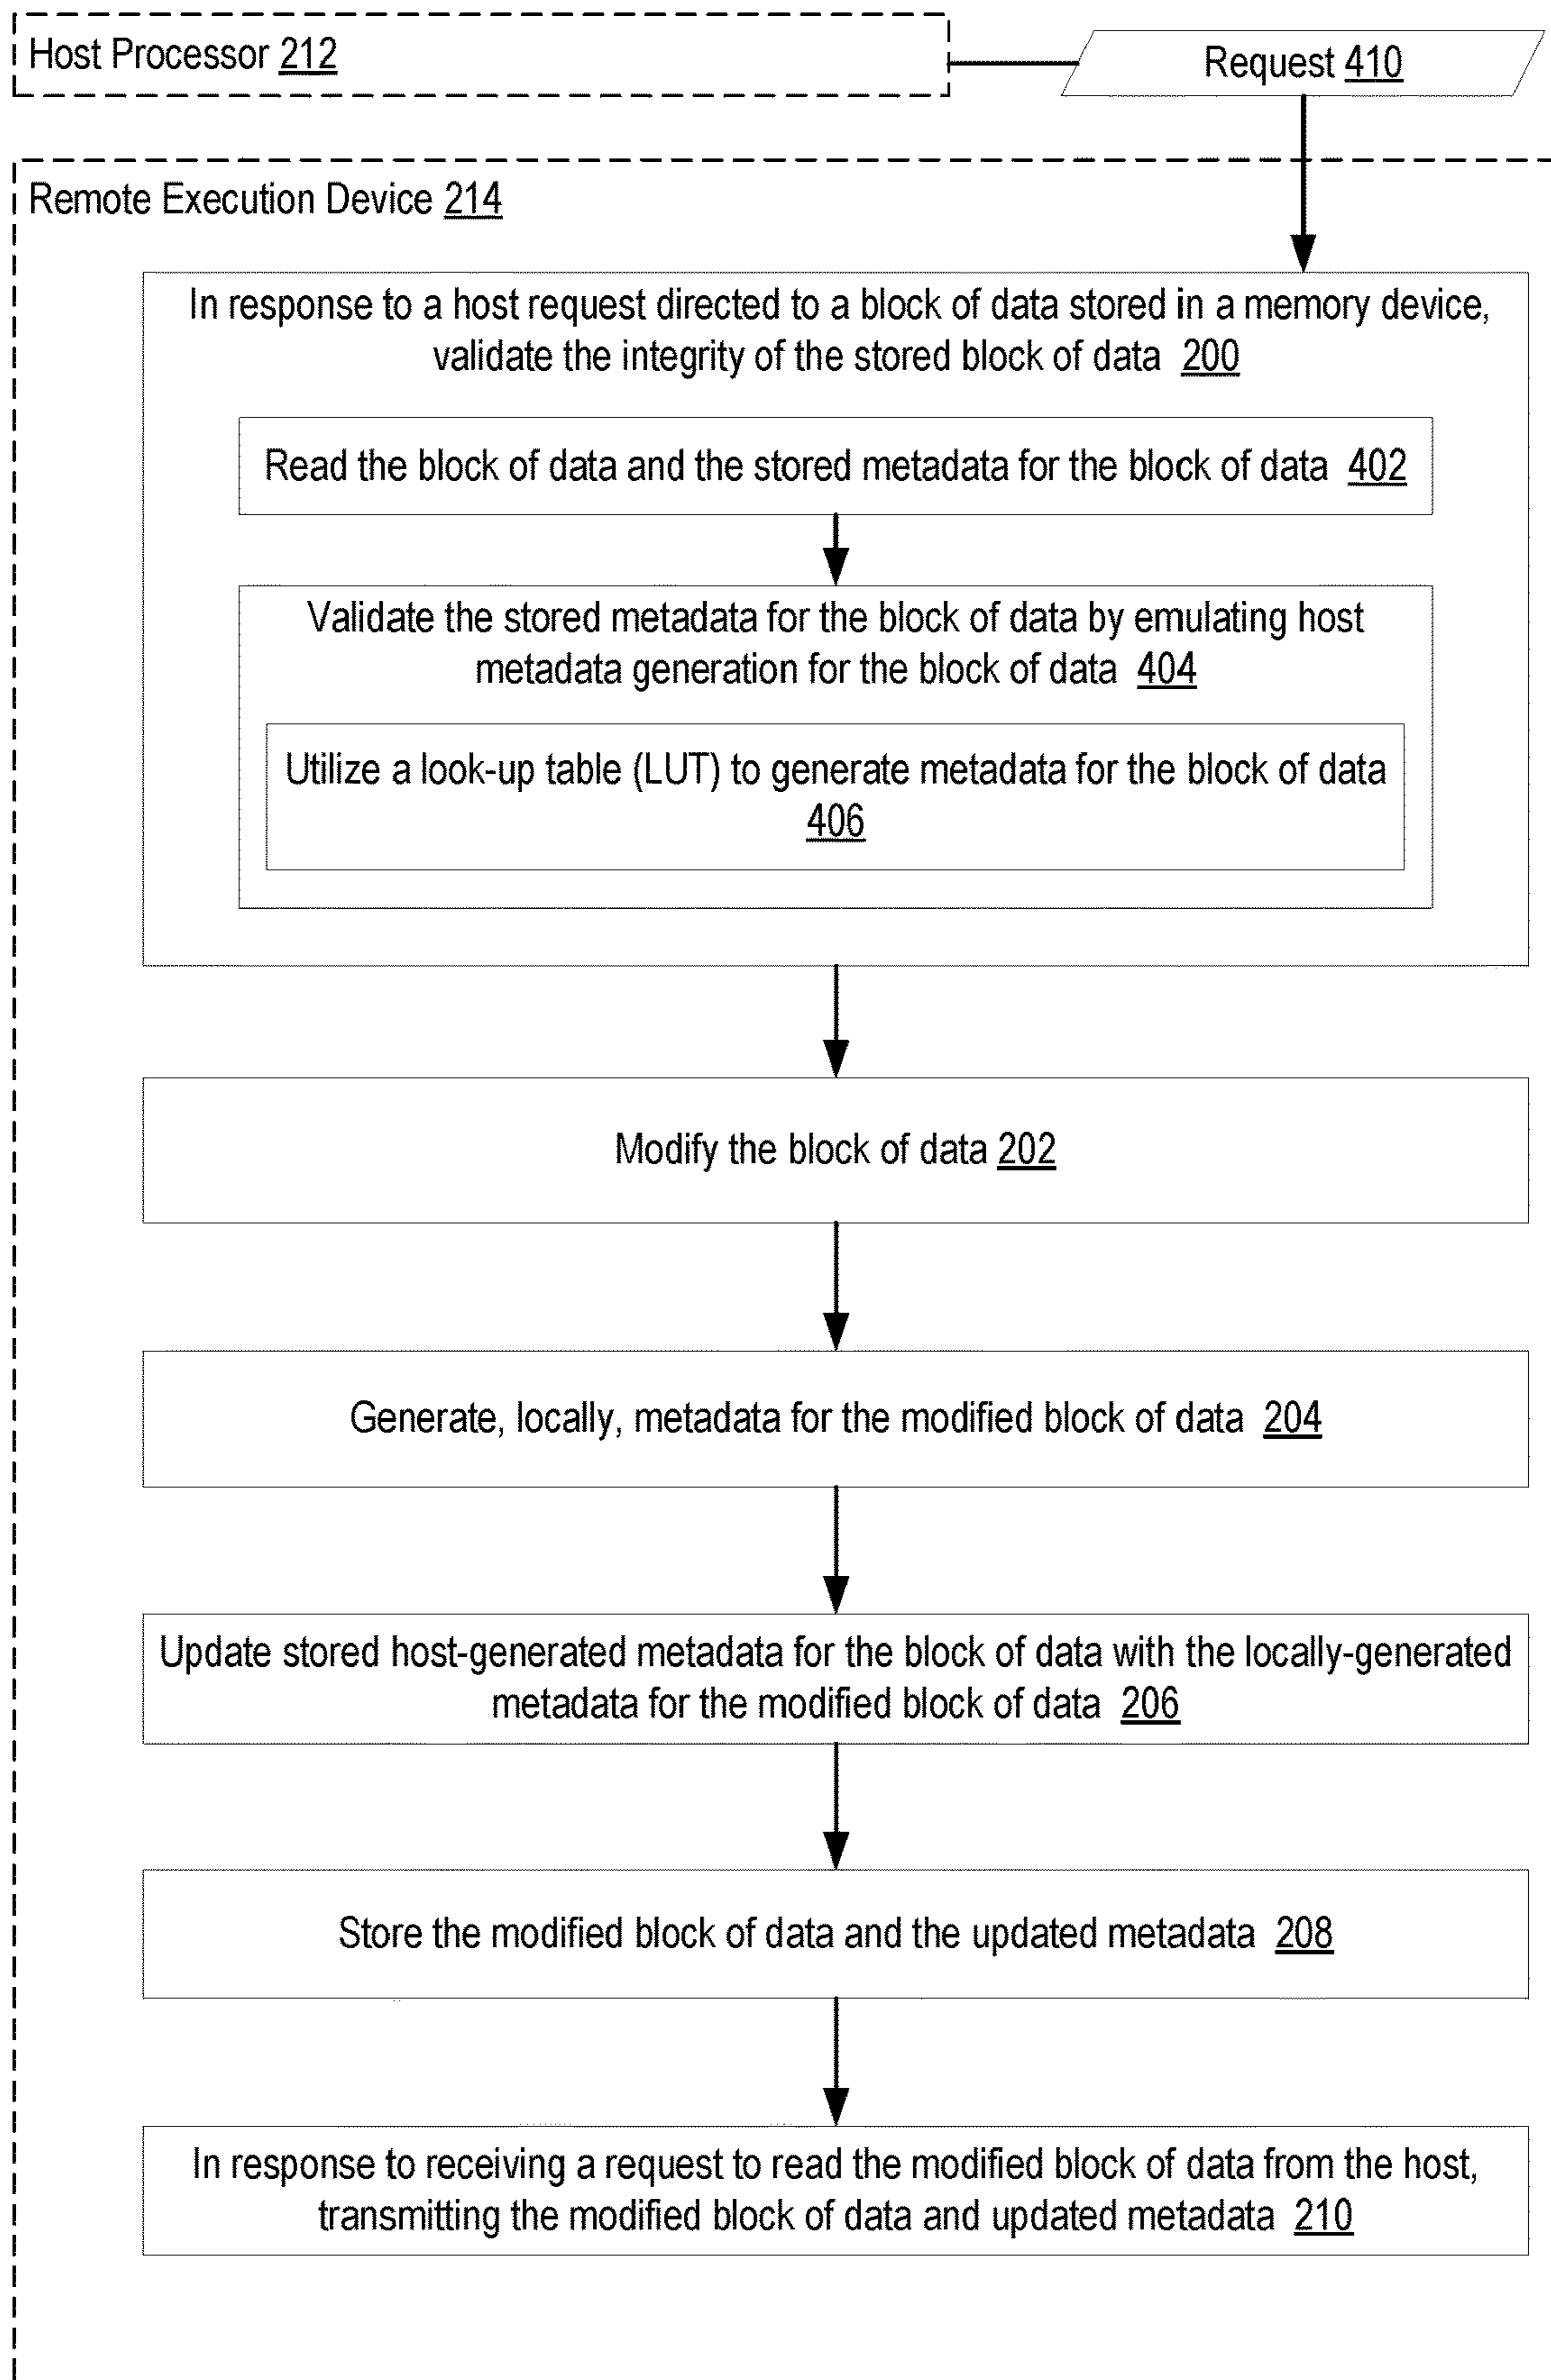 Host Processor 212
Request 410
Remote Execution Device 214
In response to a host request directed to a block of data stored in a memory device,
validate the integrity of the stored block of data 200
Read the block of data and the stored metadata for the block of data 402
Validate the stored metadata for the block of data by emulating host
metadata generation for the block of data 404
Utilize a look-up table (LUT) to generate metadata for the block of data
406
Modify the block of data 202
Generate, locally, metadata for the modified block of data 204
Update stored host-generated metadata for the block of data with the locally-generated
metadata for the modified block of data 206
Store the modified block of data and the updated metadata 208
In response to receiving a request to read the modified block of data from the host,
transmitting the modified block of data and updated metadata 210